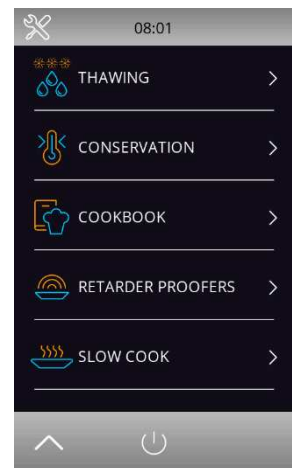 08:01
THAWING
CONSERVATION
COOKBOOK
RETARDER PROOFERS
SLOW COOK